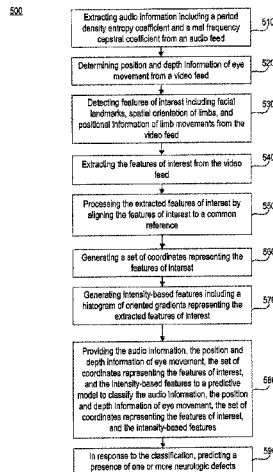 500
Extracting audio information including a period
density entropy coefficient and a mel frequency
cepstral coefficient from an audio feed
510
Determining position and depth information of eye
movement from a video feed
520
Detecting features of interest including facial
landmarks, spatial orientation of limbs, and
positional information of limb movements from the
video feed
530
Extracting the features of interest from the video
feed
540
Processing the extracted features of interest by
aligning the features of interest to a common
reference
550
Generating a set of coordinates representing the
features of interest
560
Generating intensity-based features including a
histogram of oriented gradients representing the
extracted features of interest
570
Providing the audio information, the position and
depth information of eye movement, the set of
coordinates representing the features of interest,
and the intensity-based features to a predictive
model to classify the audio information, the position
and depth information of eye movement, the set of
coordinates representing the features of interest,
and the intensity-based features
580
In response to the classification, predicting a
presence of one or more neurologic defects
590